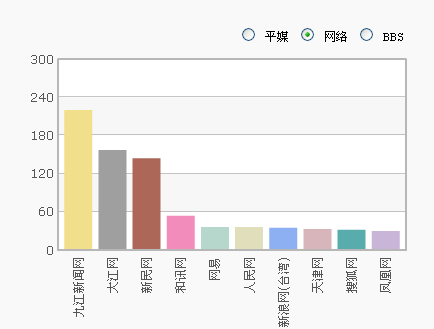 平媒 网络 BBS
300
240
180
120
60
0
九江新闻网
大江网
新民网
和讯网
网易
人民网
新浪网(台湾)
天津网
搜狐网
凤凰网